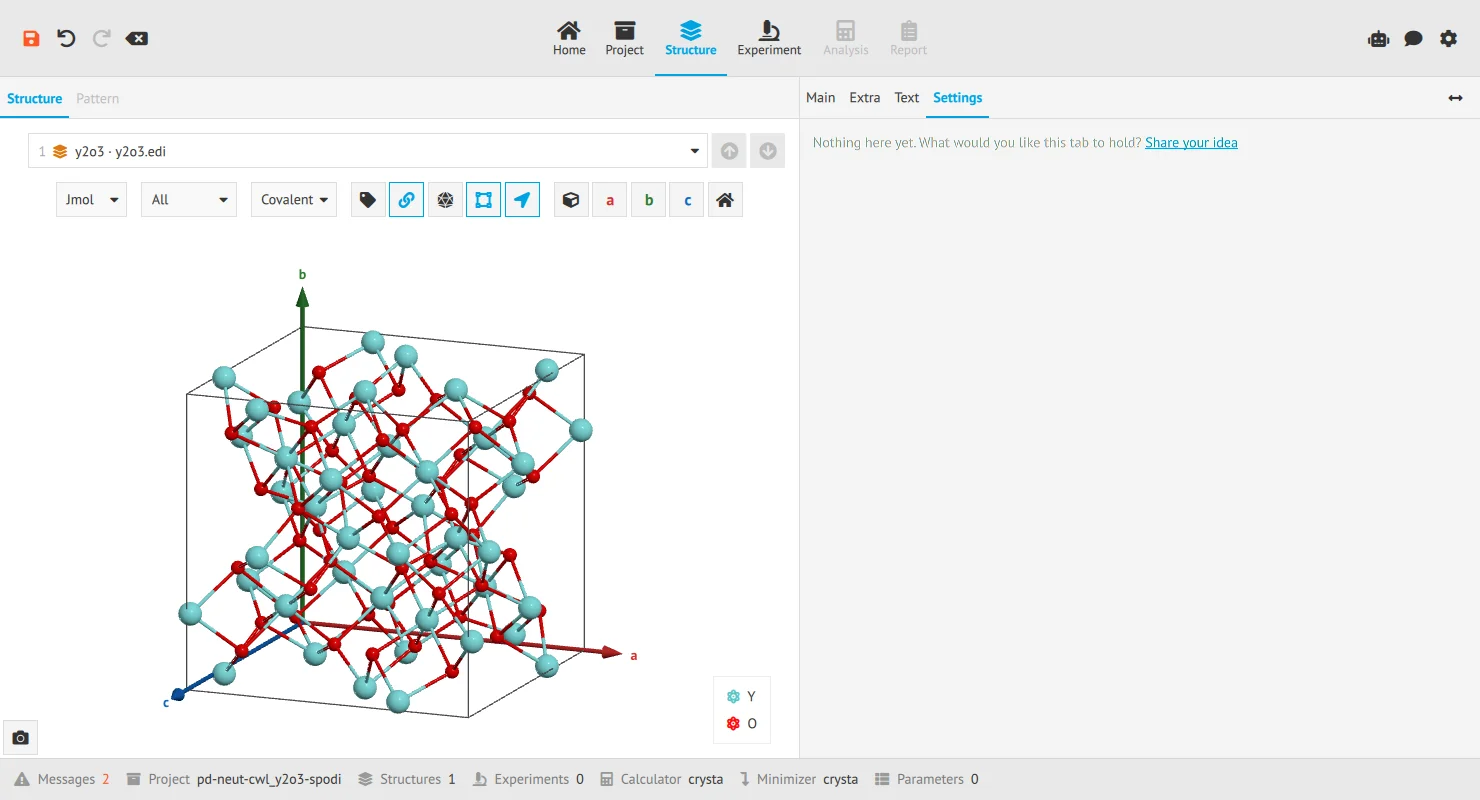 Home Project Structure Experiment Analysis Report
Structure Pattern
Main Extra Text Settings
1 y2o3 · y2o3.edi
Nothing here yet. What would you like this tab to hold? Share your idea
Jmol All Covalent a b c
b
a
c
Y
O
Messages 2 Project pd-neut-cwl_y2o3-spodi Structures 1 Experiments 0 Calculator crysta Minimizer crysta Parameters 0